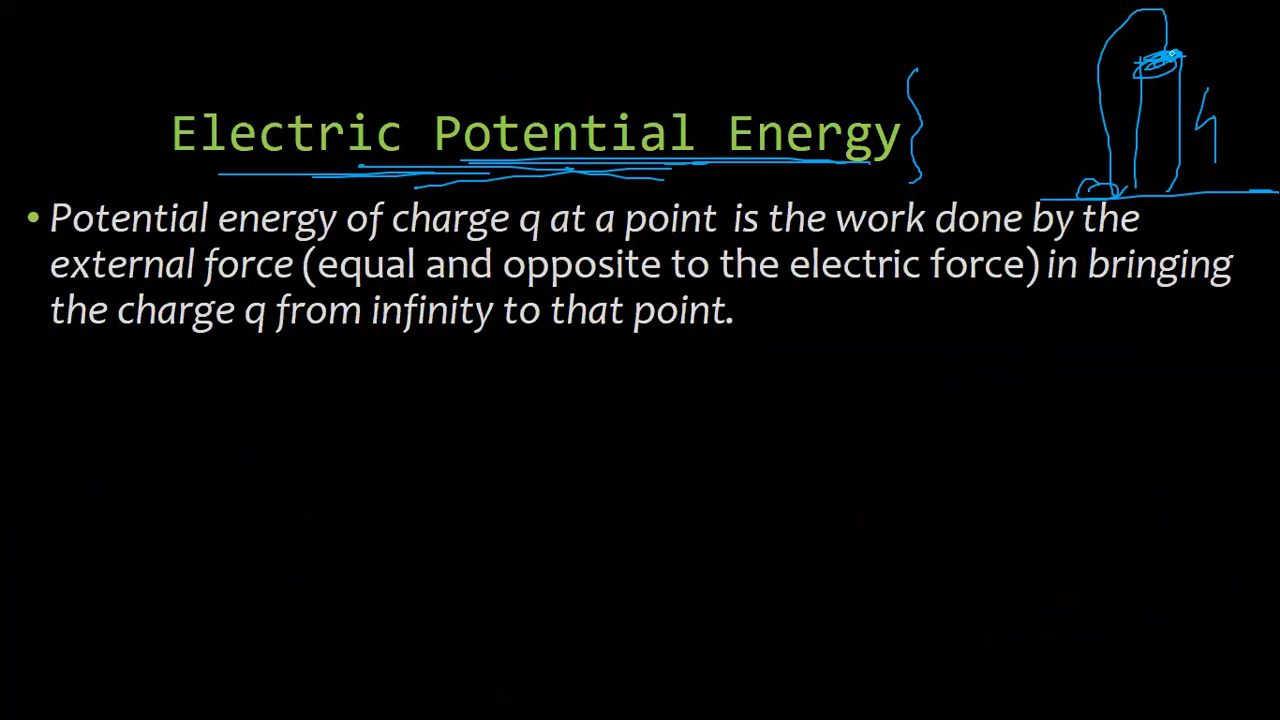 Electric Potential Energy
• Potential energy of charge q at a point is the work done by the
external force (equal and opposite to the electric force) in bringing
the charge q from infinity to that point.